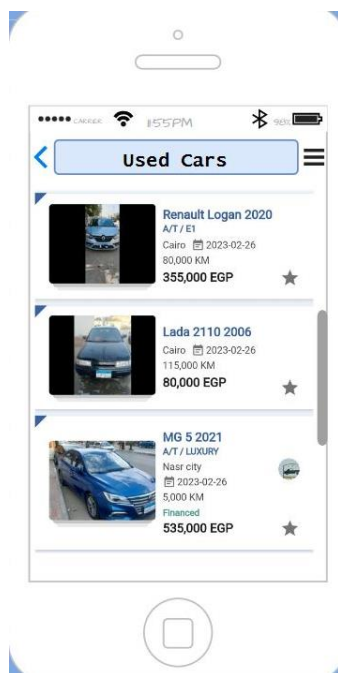 CARRIER 1:55PM
Used Cars
Renault Logan 2020
A/T / E1
Cairo 2023-02-26
80,000 KM
355,000 EGP
Lada 2110 2006
Cairo 2023-02-26
115,000 KM
80,000 EGP
MG 5 2021
A/T / LUXURY
Nasr city
2023-02-26
5,000 KM
Financed
535,000 EGP